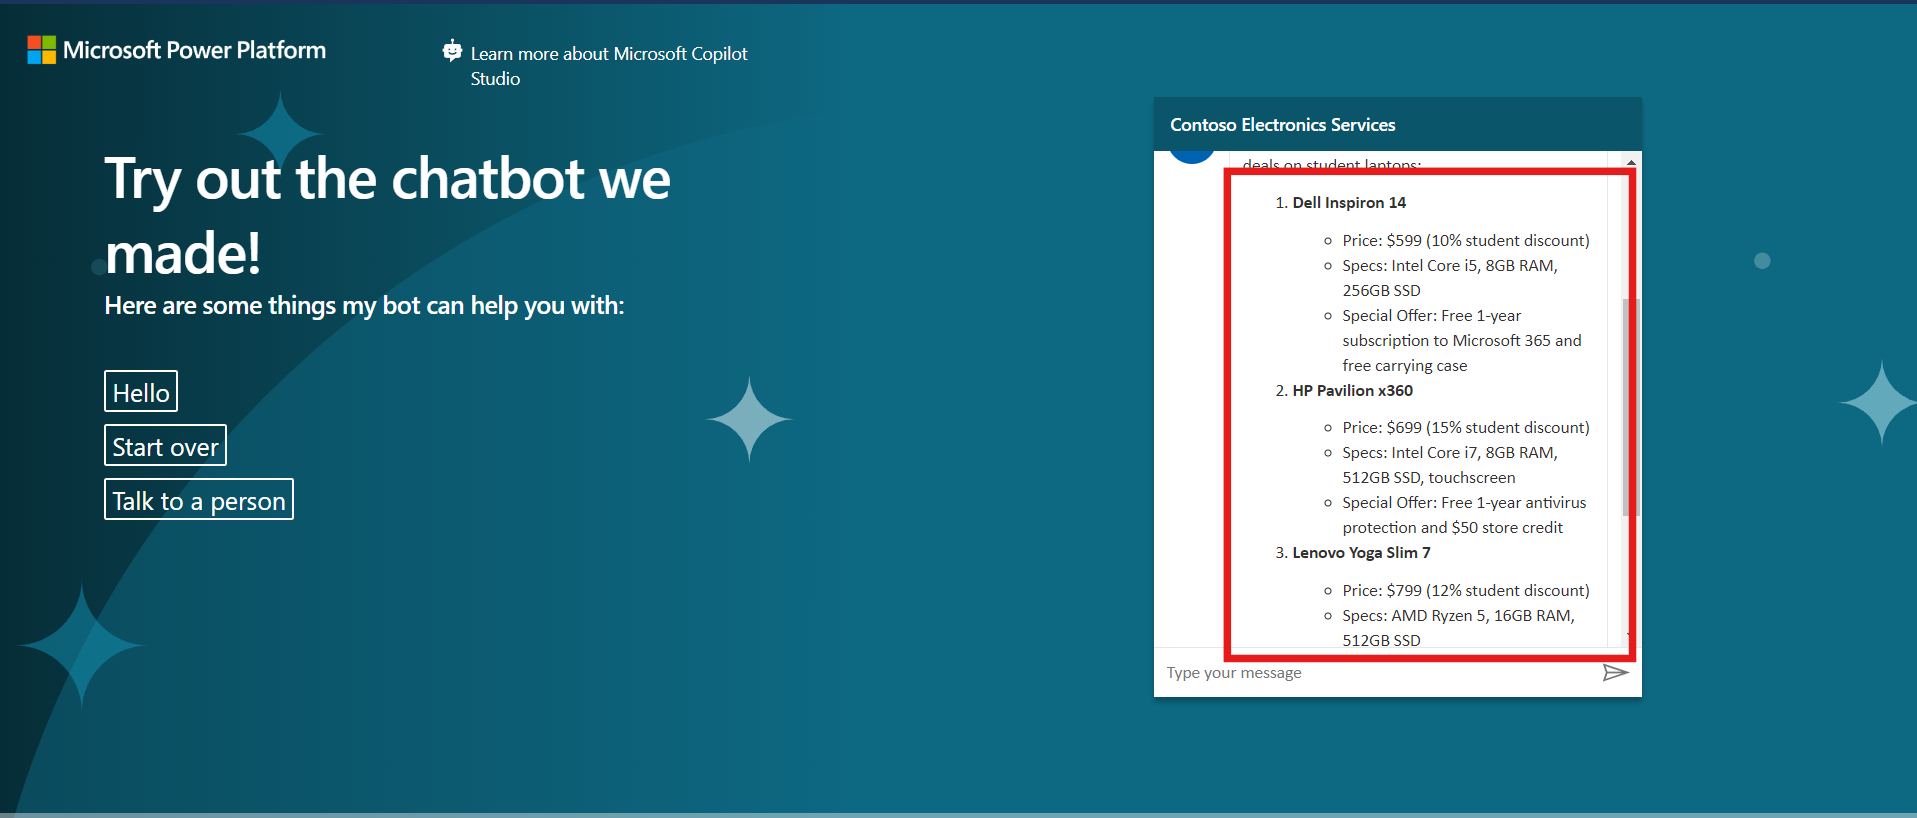 Microsoft Power Platform
Learn more about Microsoft Copilot
Studio
Try out the chatbot we
made!
Here are some things my bot can help you with:
Hello
Start over
Talk to a person
Contoso Electronics Services
deals on student laptops:
1. Dell Inspiron 14
Price: $599 (10% student discount)
Specs: Intel Core i5, 8GB RAM,
256GB SSD
Special Offer: Free 1-year
subscription to Microsoft 365 and
free carrying case
2. HP Pavilion x360
Price: $699 (15% student discount)
Specs: Intel Core i7, 8GB RAM,
512GB SSD, touchscreen
Special Offer: Free 1-year antivirus
protection and $50 store credit
3. Lenovo Yoga Slim 7
Price: $799 (12% student discount)
Specs: AMD Ryzen 5, 16GB RAM,
512GB SSD
Type your message